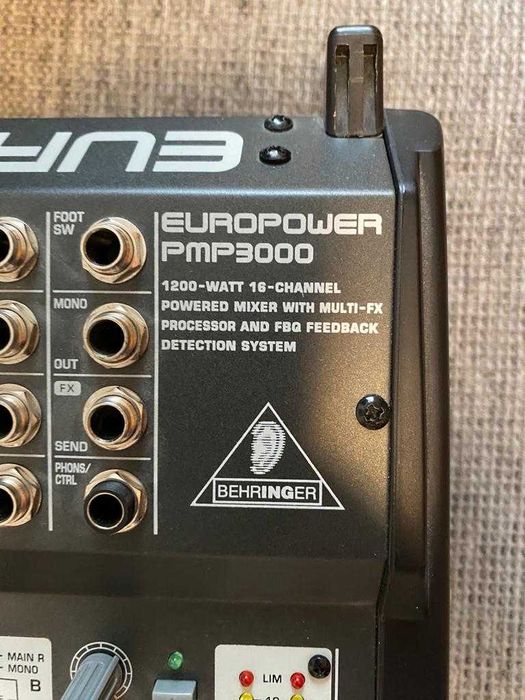 EUR
FOOT
SW
EUROPOWER
PMP3000
1200-WATT 16-CHANNEL
POWERED MIXER WITH MULTI-FX
PROCESSOR AND FBQ FEEDBACK
DETECTION SYSTEM
MONO
OUT
FX
SEND
PHONS/
CTRL
BEHRINGER
MAIN R
MONO
B
LIM